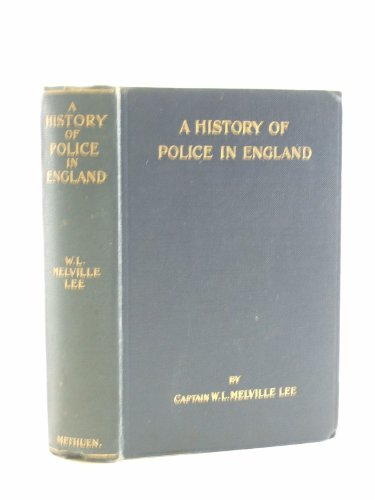 A
HISTORY
OF
POLICE
IN
ENGLAND
W.L.
MELVILLE
LEE
METHUEN.
A HISTORY OF
POLICE IN ENGLAND
BY
CAPTAIN W.L. MELVILLE LEE